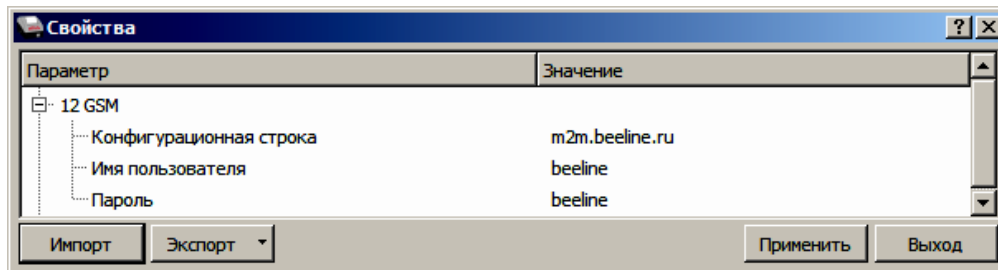 Свойства
Параметр Значение
12 GSM
Конфигурационная строка m2m.beeline.ru
Имя пользователя beeline
Пароль beeline
Импорт Экспорт Применить Выход